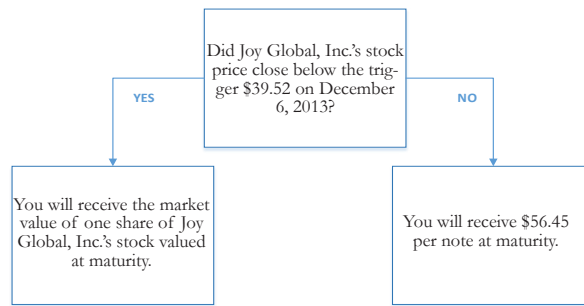 Did Joy Global, Inc.'s stock
price close below the trig-
ger $39.52 on December
6, 2013?
YES
NO
You will receive the market
value of one share of Joy
Global, Inc.'s stock valued
at maturity.
You will receive $56.45
per note at maturity.